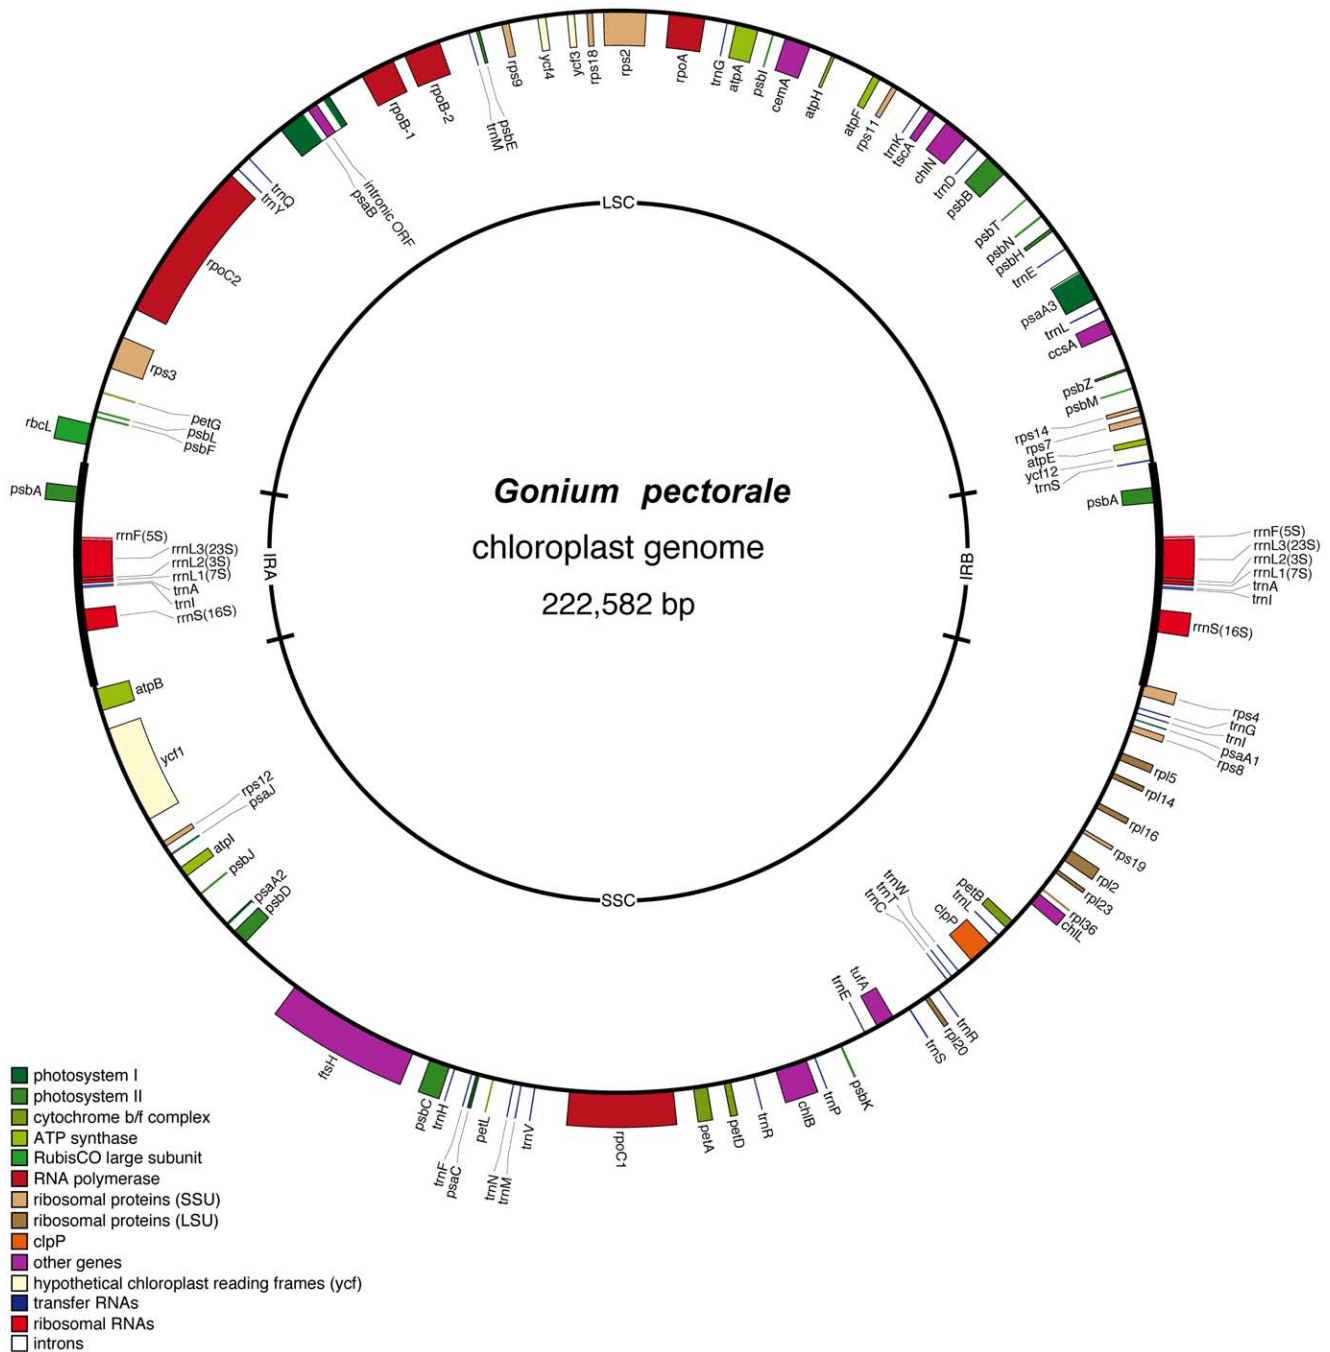 rps9
ycf4
ycf3
rps18
rps2
rpoA
trnG
atpA
psbI
cemA
atpH
atpF
rps11
trnK
tscA
chlN
trnD
psbB
psbT
psbN
psbH
trnE
psaA3
trnL
ccsA
psbZ
psbM
rps14
rps7
atpE
ycf12
trnS
psbA
rrnF(5S)
rrnL3(23S)
rrnL2(3S)
rrnL1(7S)
trnA
trnI
rrnS(16S)
rps4
trnG
trnI
psaA1
rps8
rpl5
rpl14
rpl16
rps19
rpl2
rpl23
rpl36
chlL
petB
trnL
clpP
trnW
trnT
trnC
trnR
rpl20
trnS
tufA
trnE
psbK
trnP
chlB
trnR
petD
petA
rpoC1
trnV
trnM
trnN
petL
psaC
trnF
trnH
psbC
ftsH
psbD
psaA2
psbJ
atpI
psaJ
rps12
ycf1
atpB
rrnS(16S)
trnI
trnA
rrnL1(7S)
rrnL2(3S)
rrnL3(23S)
rrnF(5S)
psbA
rbcL
psbF
psbL
petG
rps3
rpoC2
trnY
trnQ
psaB
intronic ORF
rpoB-1
rpoB-2
trnM
psbE
LSC
IRA
IRB
SSC
Gonium pectorale
chloroplast genome
222,582 bp
photosystem I
photosystem II
cytochrome b/f complex
ATP synthase
RubisCO large subunit
RNA polymerase
ribosomal proteins (SSU)
ribosomal proteins (LSU)
clpP
other genes
hypothetical chloroplast reading frames (ycf)
transfer RNAs
ribosomal RNAs
introns